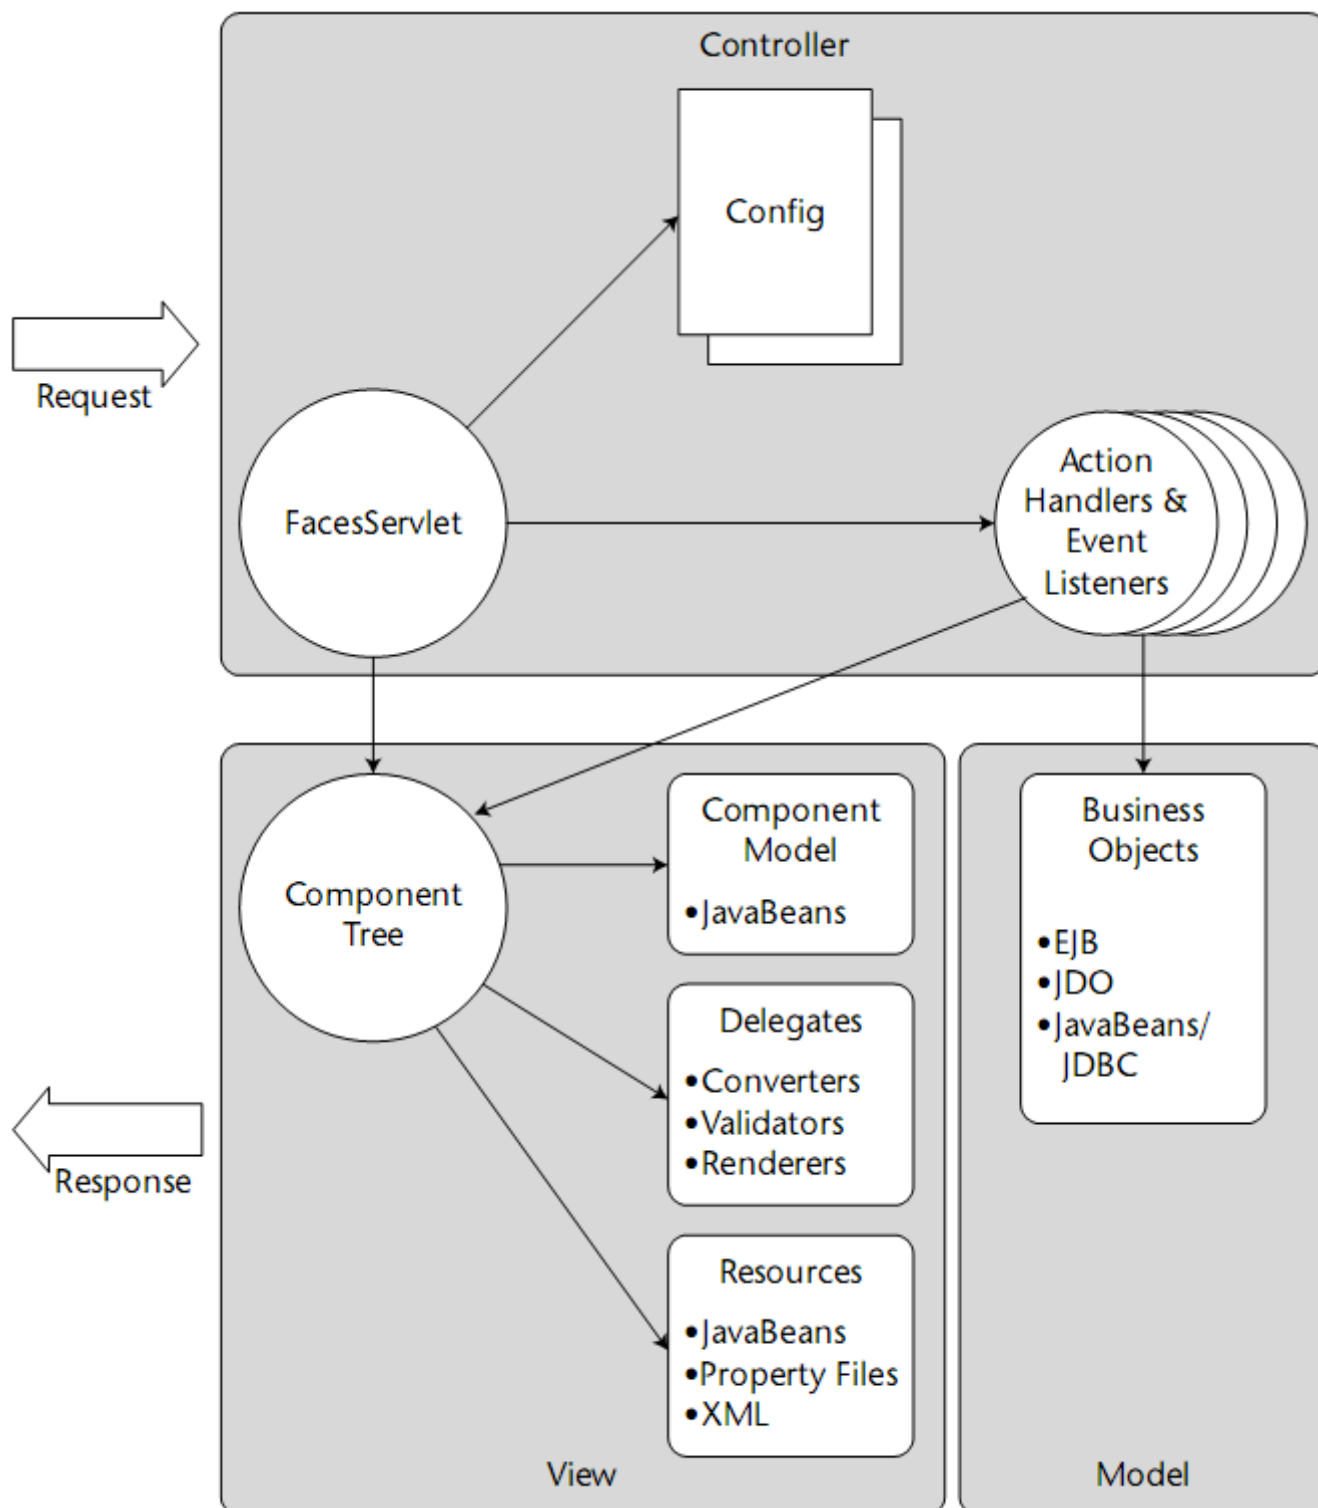 Controller
Config
Request
FacesServlet
Action
Handlers &
Event
Listeners
Component
Tree
Component
Model
•JavaBeans
Business
Objects
•EJB
•JDO
•JavaBeans/
JDBC
Delegates
•Converters
•Validators
•Renderers
Response
Resources
•JavaBeans
•Property Files
•XML
View
Model